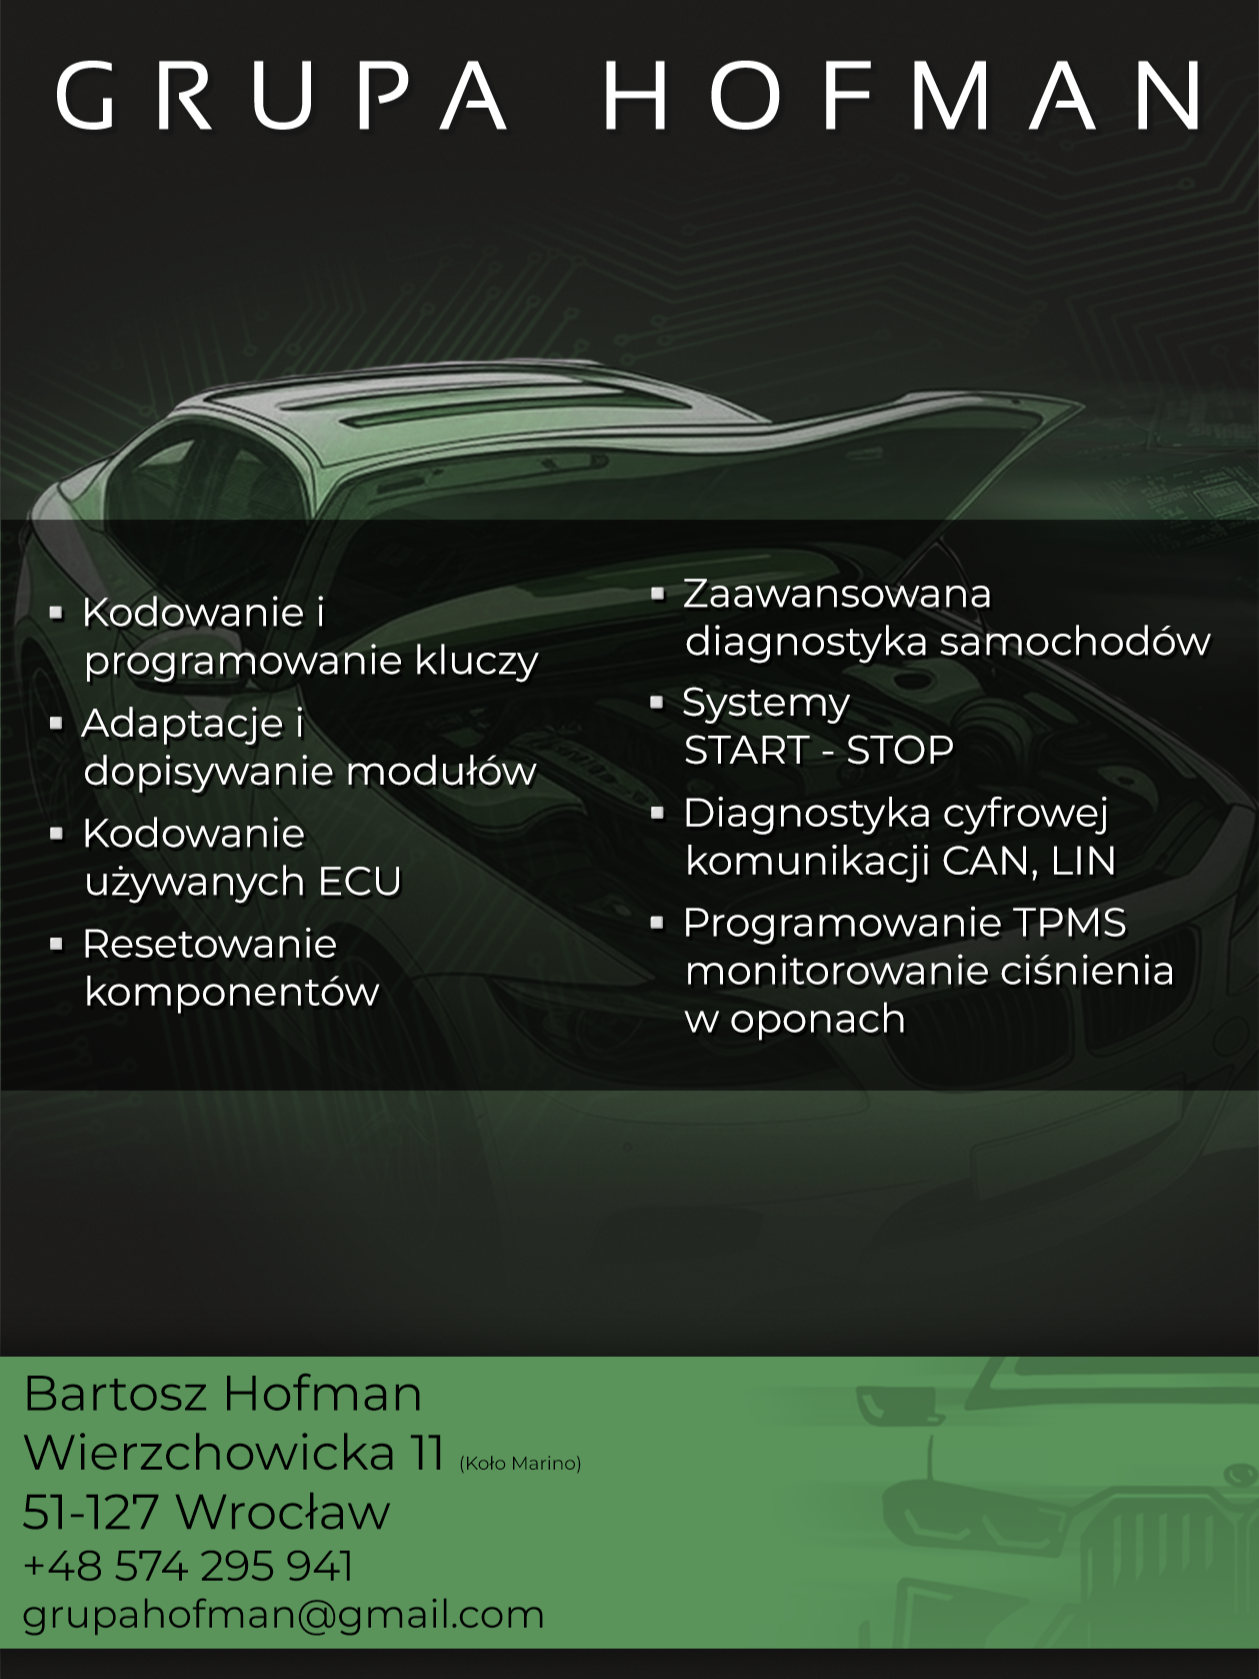 GRUPA HOFMAN
▪ Kodowanie i
programowanie kluczy
▪ Adaptacje i
dopisywanie modułów
▪ Kodowanie
używanych ECU
▪ Resetowanie
komponentów
▪ Zaawansowana
diagnostyka samochodów
▪ Systemy
START - STOP
▪ Diagnostyka cyfrowej
komunikacji CAN, LIN
▪ Programowanie TPMS
monitorowanie ciśnienia
w oponach
Bartosz Hofman
Wierzchowicka 11 (Koło Marino)
51-127 Wrocław
+48 574 295 941
grupahofman@gmail.com